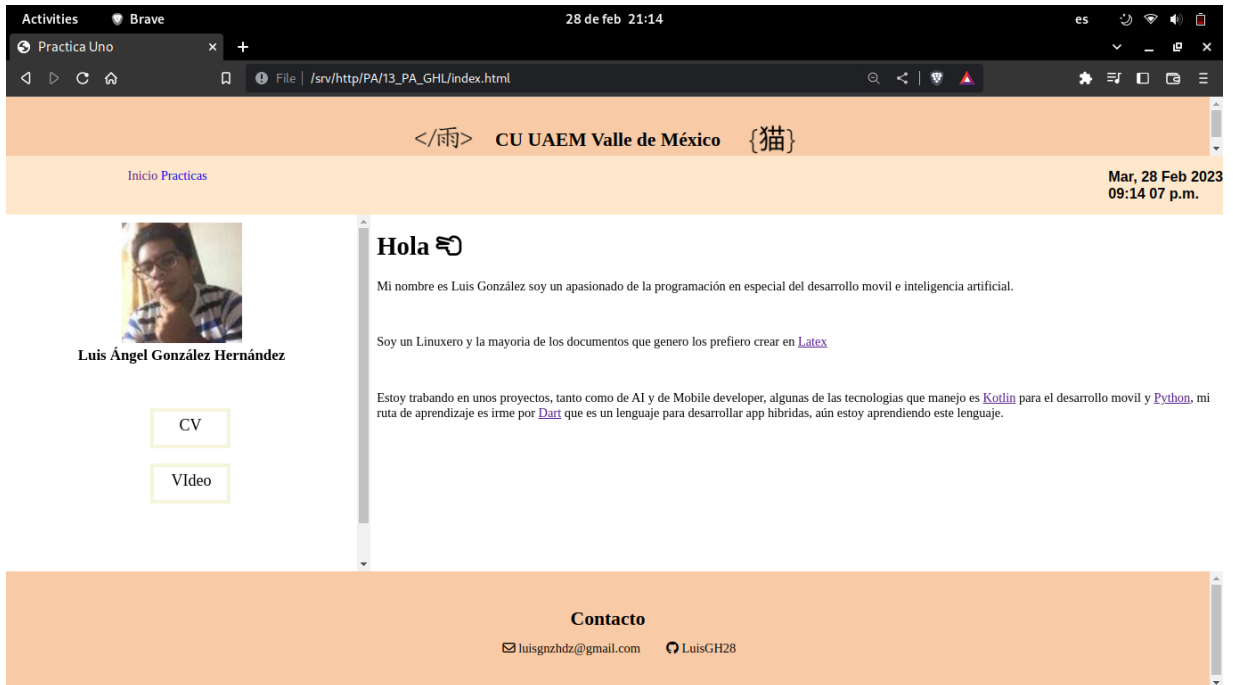 Activities Brave 28 de feb 21:14 es
Practica Uno × +
File | /srv/http/PA/13_PA_GHL/index.html
</雨> CU UAEM Valle de México {猫}
Inicio Practicas
Mar, 28 Feb 2023
09:14 07 p.m.
Luis Ángel González Hernández
CV
VIdeo
Hola
Mi nombre es Luis González soy un apasionado de la programación en especial del desarrollo movil e inteligencia artificial.
Soy un Linuxero y la mayoria de los documentos que genero los prefiero crear en Latex
Estoy trabando en unos proyectos, tanto como de AI y de Mobile developer, algunas de las tecnologias que manejo es Kotlin para el desarrollo movil y Python, mi
ruta de aprendizaje es irme por Dart que es un lenguaje para desarrollar app hibridas, aún estoy aprendiendo este lenguaje.
Contacto
luisgnzhdz@gmail.com LuisGH28